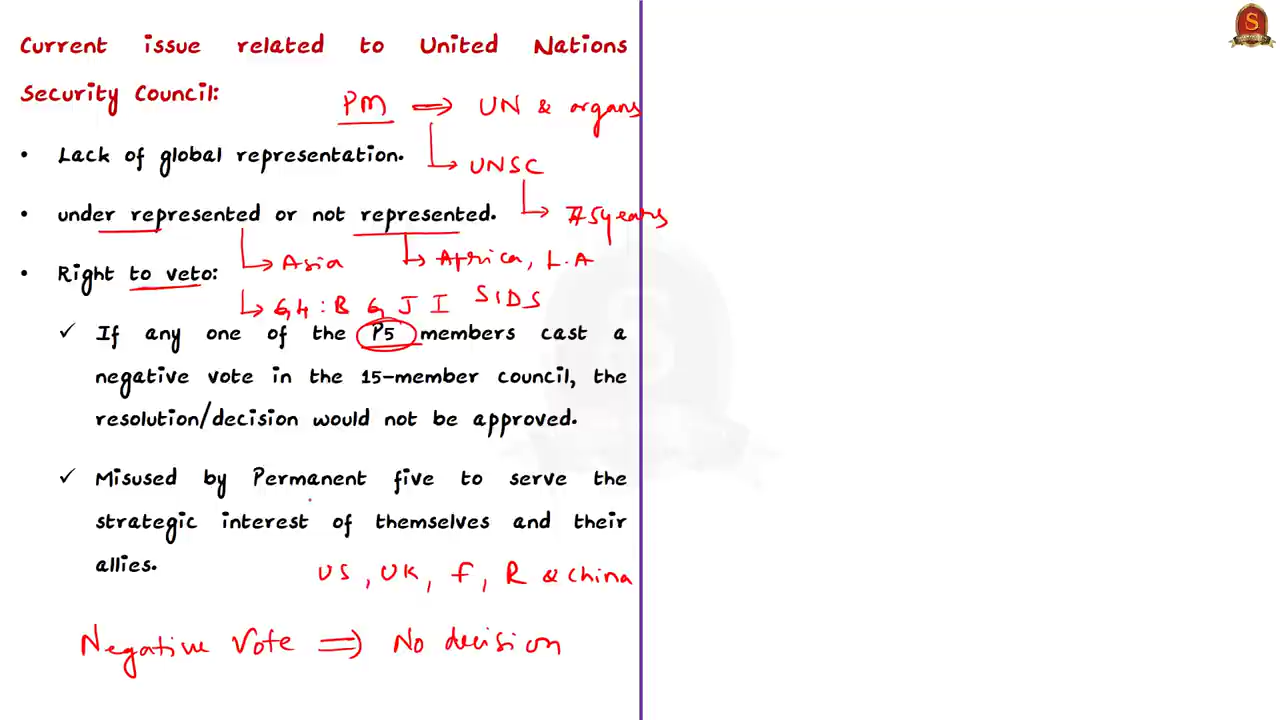 Current issue related to United Nations
Security Council:
PM ⇒ UN & organs
• Lack of global representation.
↳ UNSC
• under represented or not represented.
↳ 75 years
↳ Asia
↳ Africa, L.A
• Right to veto:
↳ G4 : B G J I
SIDS
✓ If any one of the P5 members cast a
negative vote in the 15-member council, the
resolution/decision would not be approved.
✓ Misused by Permanent five to serve the
strategic interest of themselves and their
allies.
US, UK, F, R & China
Negative Vote ⇒ No decision
S